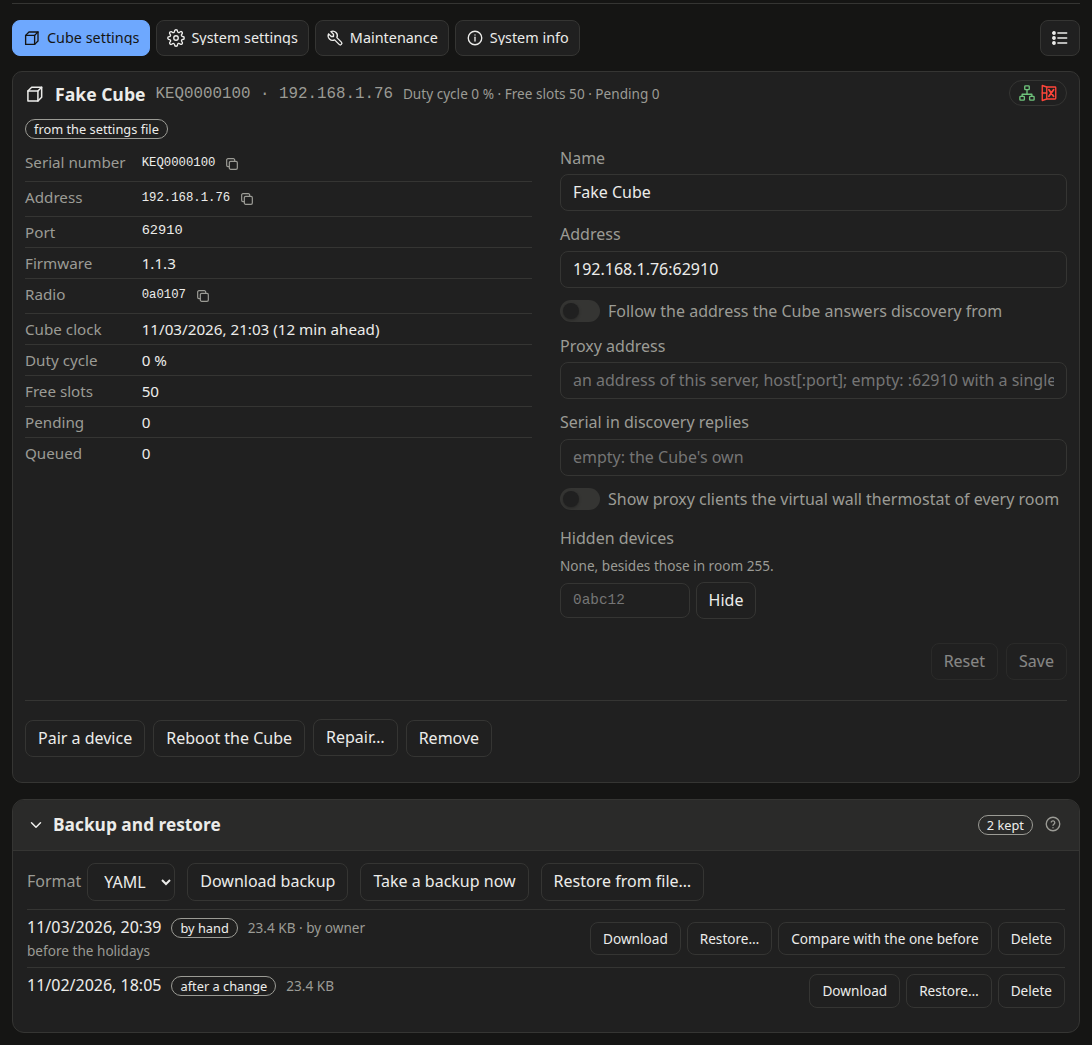 Cube settings
System settings
Maintenance
System info
Fake Cube KEQ0000100 · 192.168.1.76 Duty cycle 0 % · Free slots 50 · Pending 0
from the settings file
Serial number KEQ0000100
Address 192.168.1.76
Port 62910
Firmware 1.1.3
Radio 0a0107
Cube clock 11/03/2026, 21:03 (12 min ahead)
Duty cycle 0 %
Free slots 50
Pending 0
Queued 0
Name
Fake Cube
Address
192.168.1.76:62910
Follow the address the Cube answers discovery from
Proxy address
an address of this server, host[:port]; empty: :62910 with a single
Serial in discovery replies
empty: the Cube's own
Show proxy clients the virtual wall thermostat of every room
Hidden devices
None, besides those in room 255.
0abc12 Hide
Reset Save
Pair a device Reboot the Cube Repair... Remove
Backup and restore 2 kept
Format YAML Download backup Take a backup now Restore from file...
11/03/2026, 20:39 by hand 23.4 KB · by owner
before the holidays
Download Restore... Compare with the one before Delete
11/02/2026, 18:05 after a change 23.4 KB
Download Restore... Delete